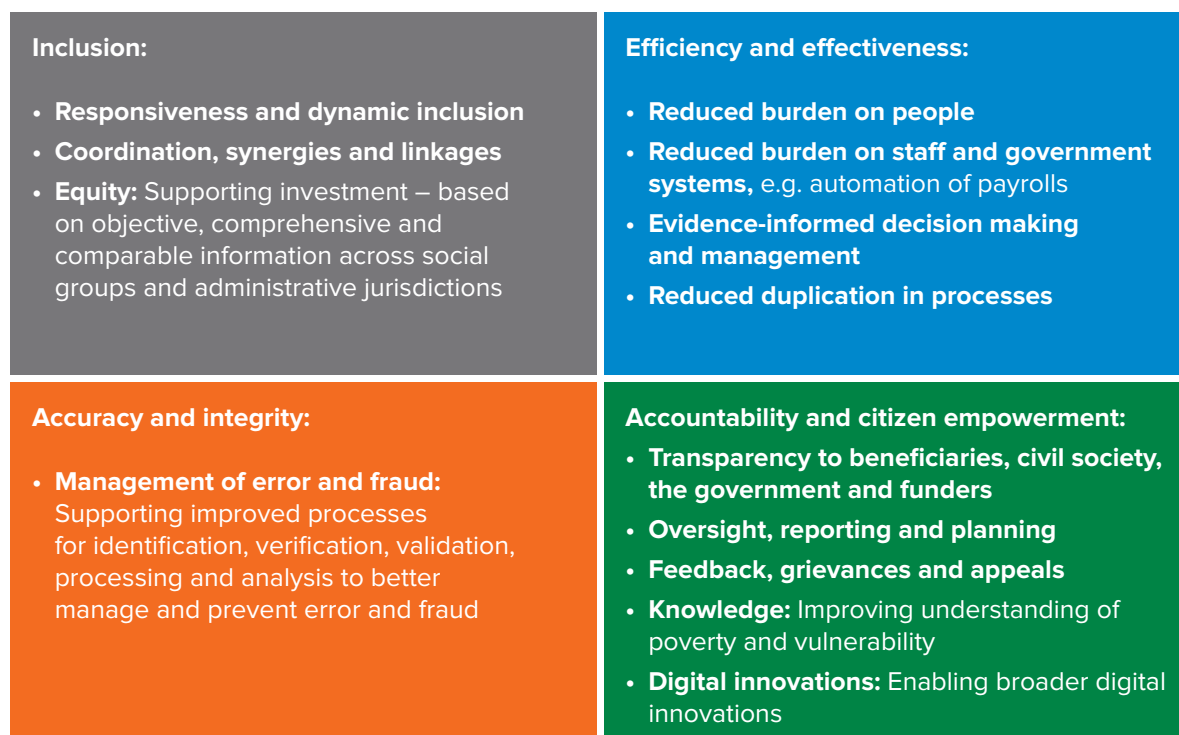 Inclusion:
• Responsiveness and dynamic inclusion
• Coordination, synergies and linkages
• Equity: Supporting investment – based
on objective, comprehensive and
comparable information across social
groups and administrative jurisdictions
Efficiency and effectiveness:
• Reduced burden on people
• Reduced burden on staff and government
systems, e.g. automation of payrolls
• Evidence-informed decision making
and management
• Reduced duplication in processes
Accuracy and integrity:
• Management of error and fraud:
Supporting improved processes
for identification, verification, validation,
processing and analysis to better
manage and prevent error and fraud
Accountability and citizen empowerment:
• Transparency to beneficiaries, civil society,
the government and funders
• Oversight, reporting and planning
• Feedback, grievances and appeals
• Knowledge: Improving understanding of
poverty and vulnerability
• Digital innovations: Enabling broader digital
innovations